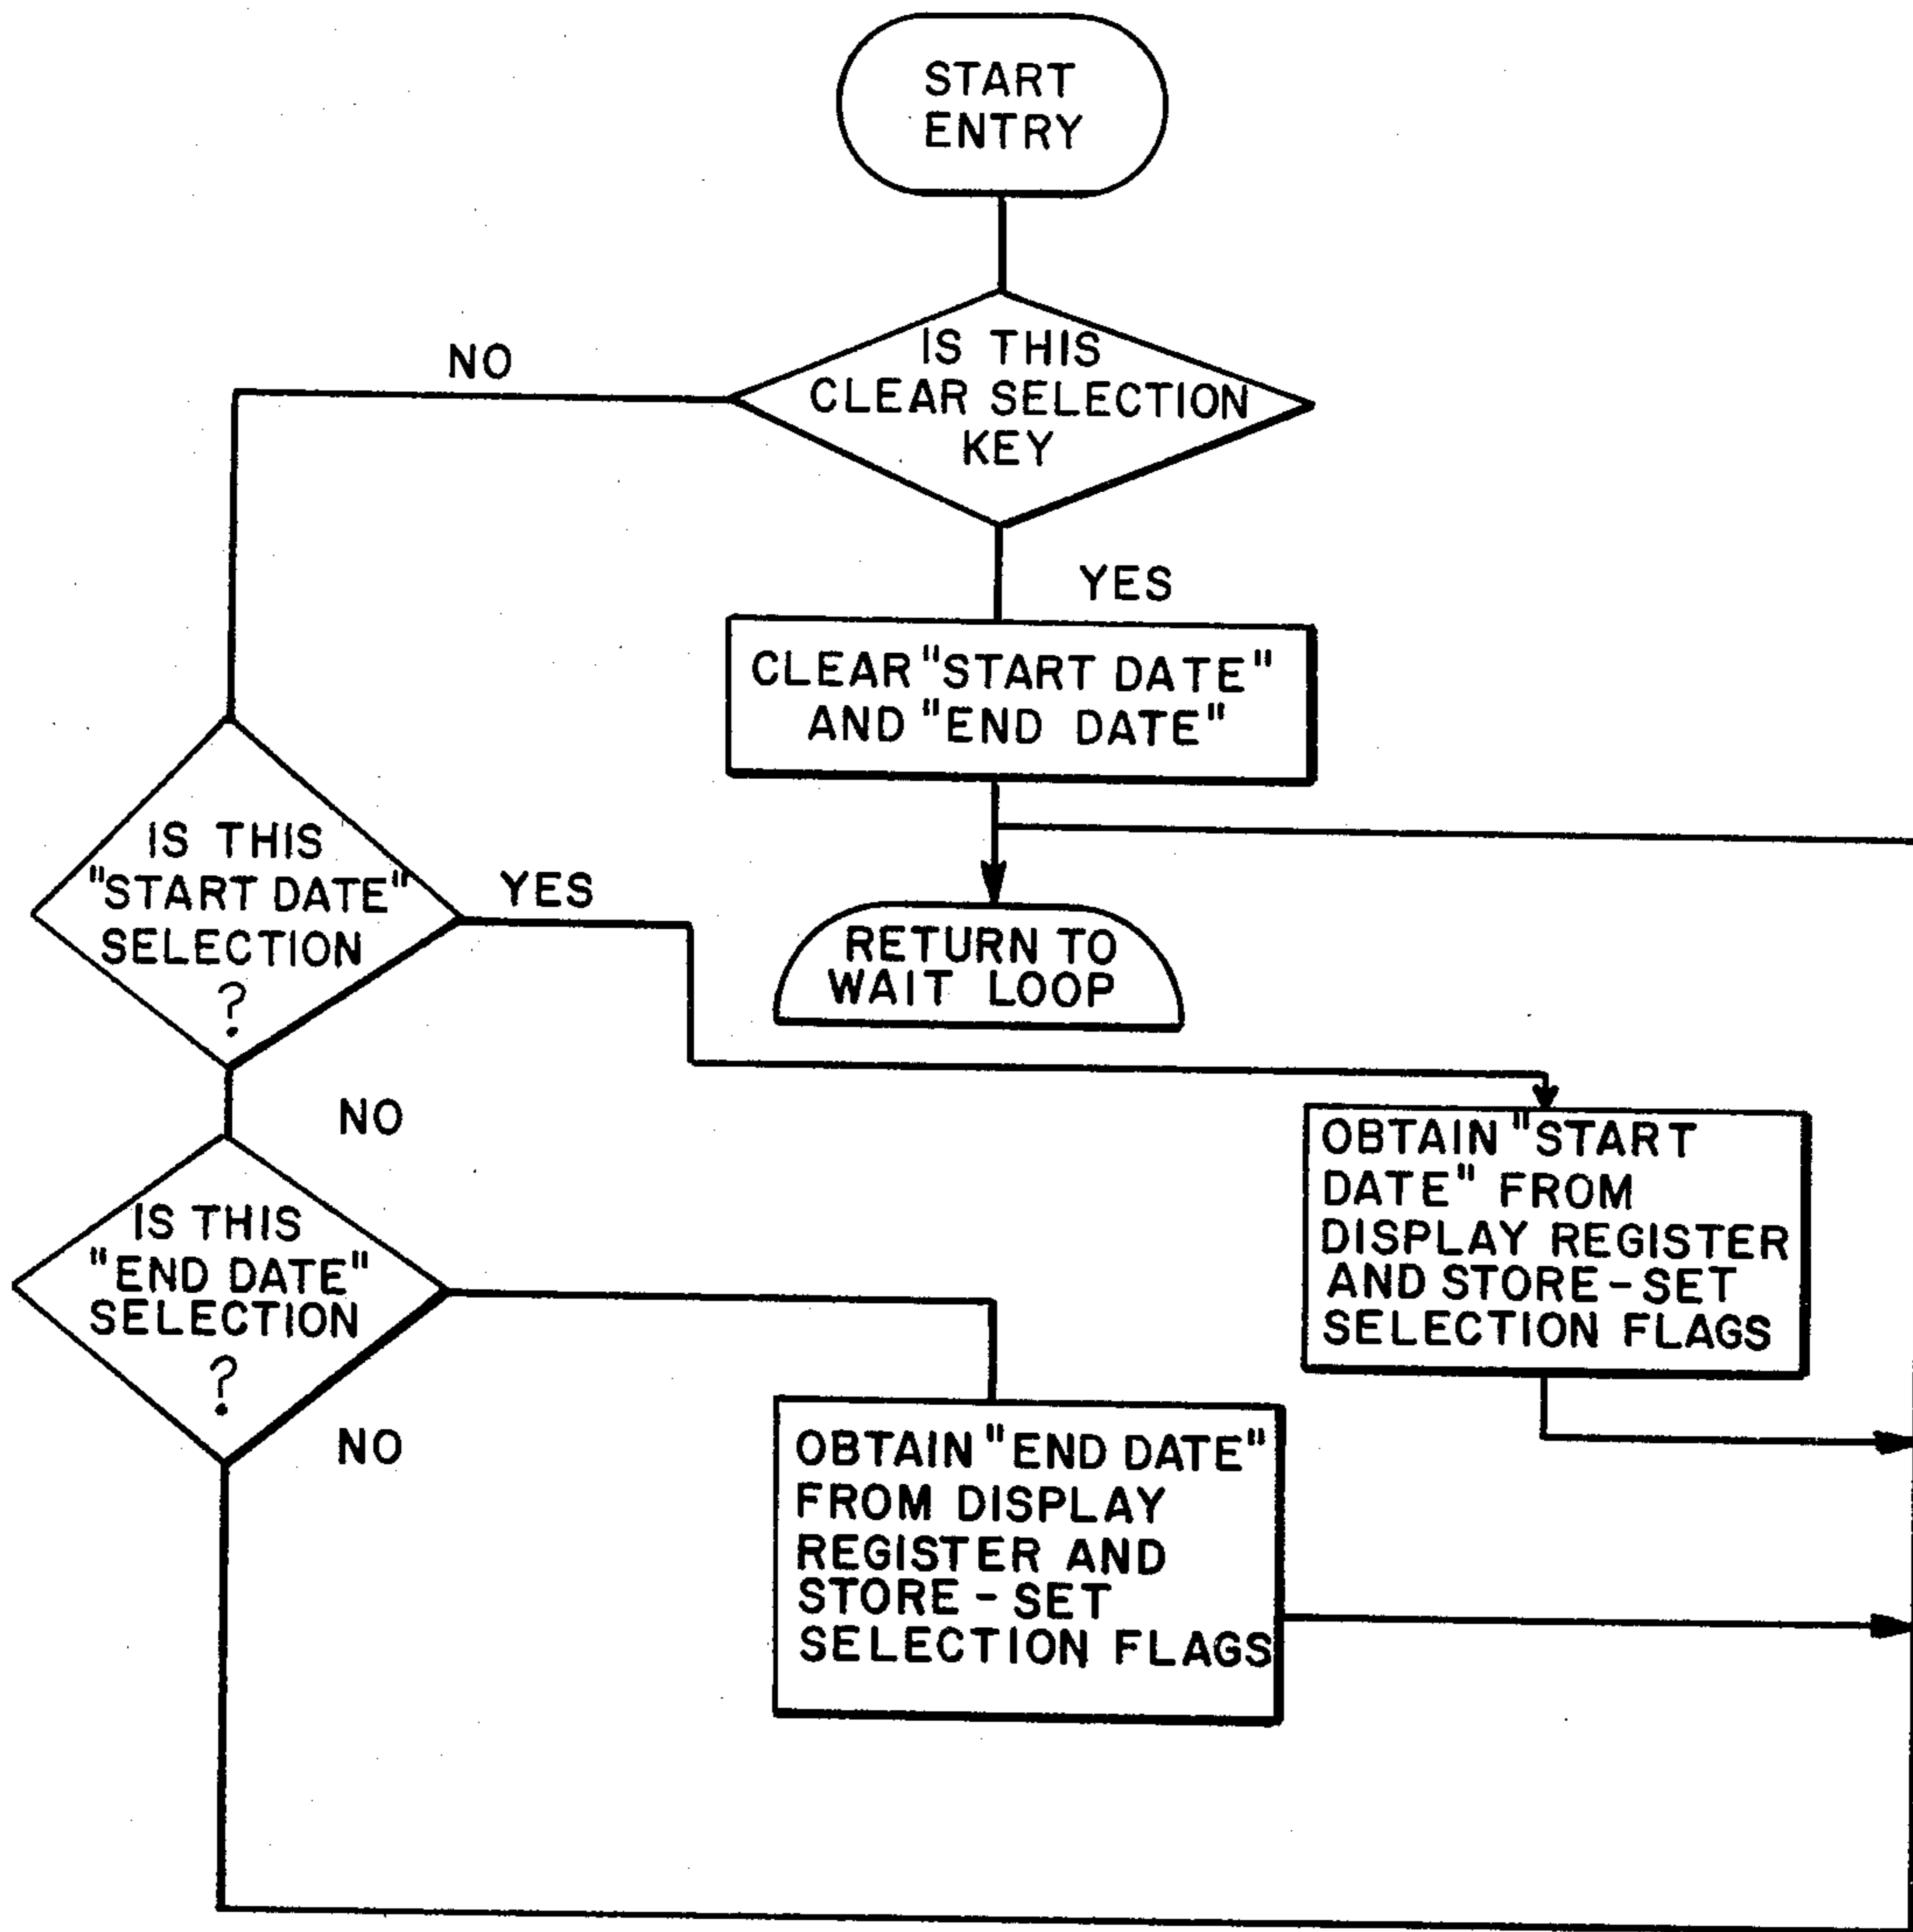 START
ENTRY
IS THIS
CLEAR SELECTION
KEY
NO
YES
CLEAR "START DATE"
AND "END DATE"
IS THIS
"START DATE"
SELECTION
?
YES
RETURN TO
WAIT LOOP
NO
OBTAIN "START
DATE" FROM
DISPLAY REGISTER
AND STORE-SET
SELECTION FLAGS
IS THIS
"END DATE"
SELECTION
?
NO
OBTAIN "END DATE"
FROM DISPLAY
REGISTER AND
STORE - SET
SELECTION FLAGS